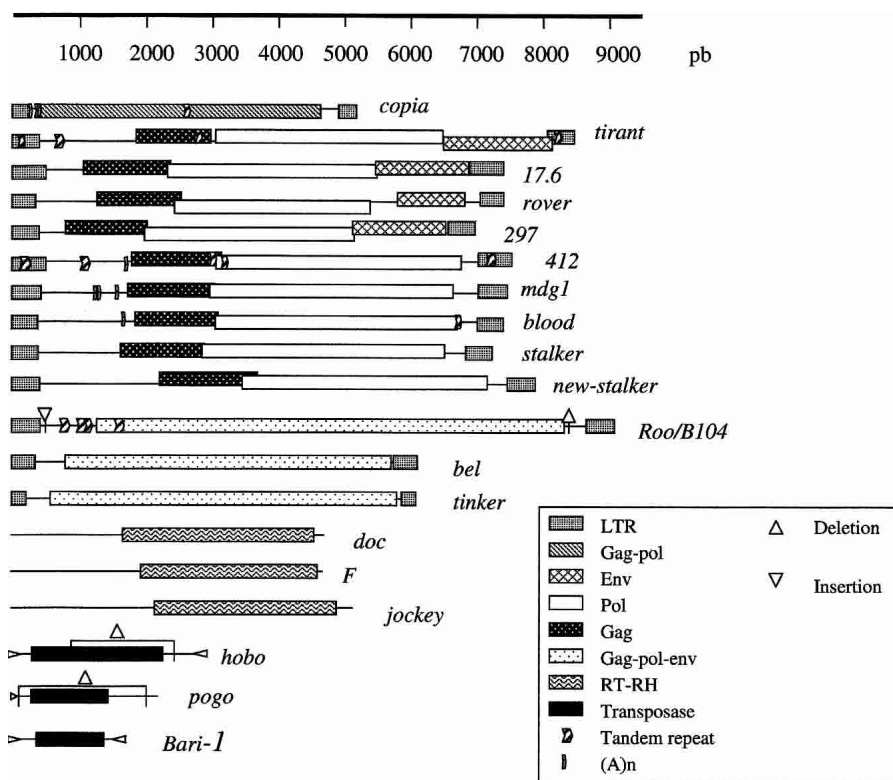 1000 2000 3000 4000 5000 6000 7000 8000 9000 pb
copia
tirant
17.6
rover
297
412
mdg1
blood
stalker
new-stalker
Roo/B104
bel
tinker
doc
F
jockey
hobo
pogo
Bari-1
LTR
Gag-pol
Env
Pol
Gag
Gag-pol-env
RT-RH
Transposase
Tandem repeat
(A)n
Deletion
Insertion